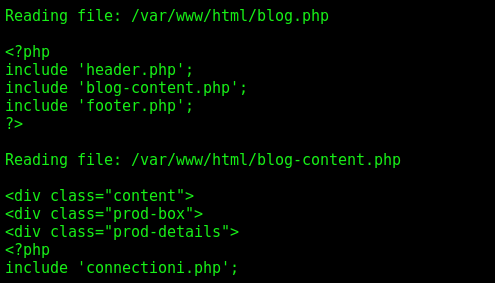 Reading file: /var/www/html/blog.php
<?php
include 'header.php';
include 'blog-content.php';
include 'footer.php';
?>
Reading file: /var/www/html/blog-content.php
<div class="content">
<div class="prod-box">
<div class="prod-details">
<?php
include 'connectioni.php';